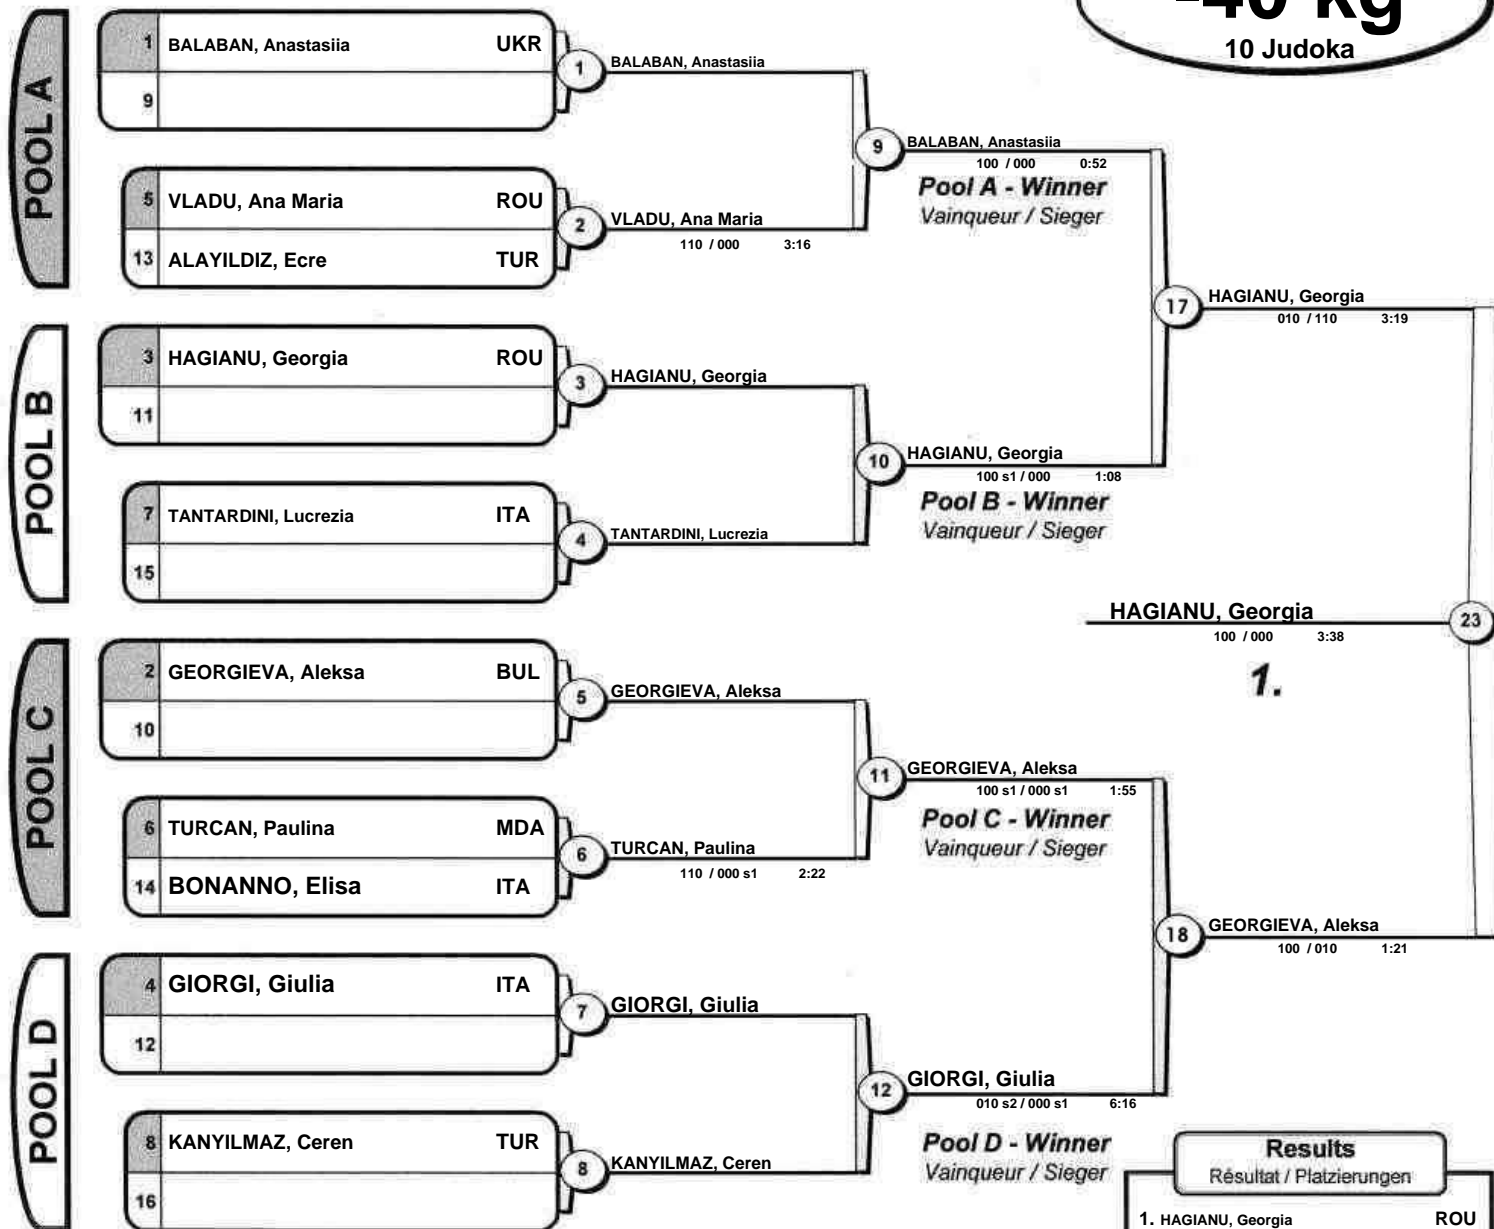 -40 kg
10 Judoka
POOL A
1 BALABAN, Anastasiia UKR
9
5 VLADU, Ana Maria ROU
13 ALAYILDIZ, Ecre TUR
1 BALABAN, Anastasiia
2 VLADU, Ana Maria
110 / 000 3:16
9 BALABAN, Anastasiia
100 / 000 0:52
Pool A - Winner
Vainqueur / Sieger
POOL B
3 HAGIANU, Georgia ROU
11
7 TANTARDINI, Lucrezia ITA
15
3 HAGIANU, Georgia
4 TANTARDINI, Lucrezia
10 HAGIANU, Georgia
100 s1 / 000 1:08
Pool B - Winner
Vainqueur / Sieger
17 HAGIANU, Georgia
010 / 110 3:19
HAGIANU, Georgia 23
100 / 000 3:38
1.
POOL C
2 GEORGIEVA, Aleksa BUL
10
6 TURCAN, Paulina MDA
14 BONANNO, Elisa ITA
5 GEORGIEVA, Aleksa
6 TURCAN, Paulina
110 / 000 s1 2:22
11 GEORGIEVA, Aleksa
100 s1 / 000 s1 1:55
Pool C - Winner
Vainqueur / Sieger
18 GEORGIEVA, Aleksa
100 / 010 1:21
POOL D
4 GIORGI, Giulia ITA
12
8 KANYILMAZ, Ceren TUR
16
7 GIORGI, Giulia
8 KANYILMAZ, Ceren
12 GIORGI, Giulia
010 s2 / 000 s1 6:16
Pool D - Winner
Vainqueur / Sieger
Results
Résultat / Platzierungen
1. HAGIANU, Georgia ROU